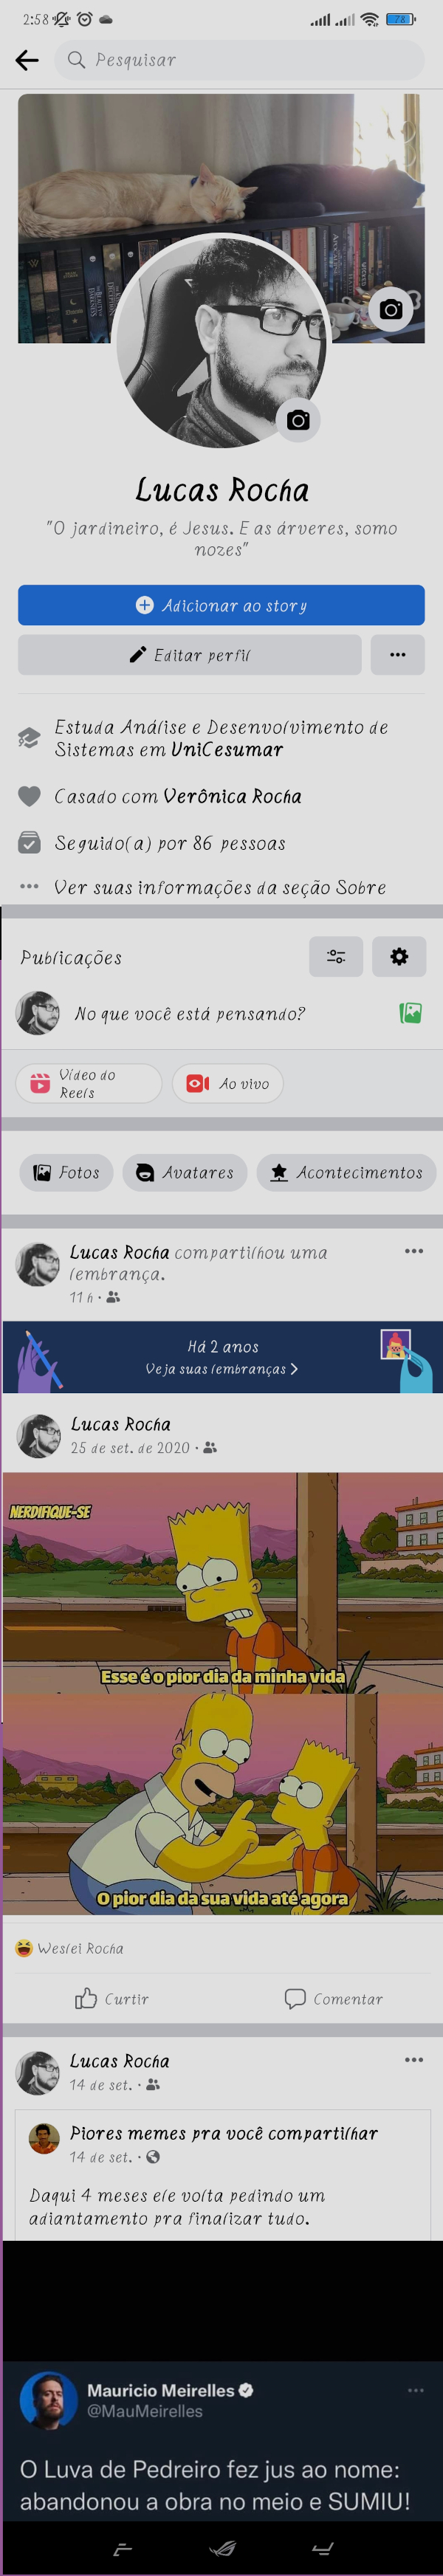 2:58
78
Pesquisar
Lucas Rocha
"O jardineiro, é Jesus. E as árveres, somo
nozes"
Adicionar ao story
Editar perfil
Estuda Análise e Desenvolvimento de
Sistemas em UniCesumar
Casado com Verônica Rocha
Seguido(a) por 86 pessoas
Ver suas informações da seção Sobre
Publicações
No que você está pensando?
Vídeo do
Reels
Ao vivo
Fotos
Avatares
Acontecimentos
Lucas Rocha compartilhou uma
lembrança.
11 h ·
Há 2 anos
Veja suas lembranças
Lucas Rocha
25 de set. de 2020 ·
NERDIFIQUE-SE
Esse é o pior dia da minha vida
O pior dia da sua vida até agora
Weslei Rocha
Curtir
Comentar
Lucas Rocha
14 de set. ·
Piores memes pra você compartilhar
14 de set. ·
Daqui 4 meses ele volta pedindo um
adiantamento pra finalizar tudo.
Mauricio Meirelles
@MauMeirelles
O Luva de Pedreiro fez jus ao nome:
abandonou a obra no meio e SUMIU!